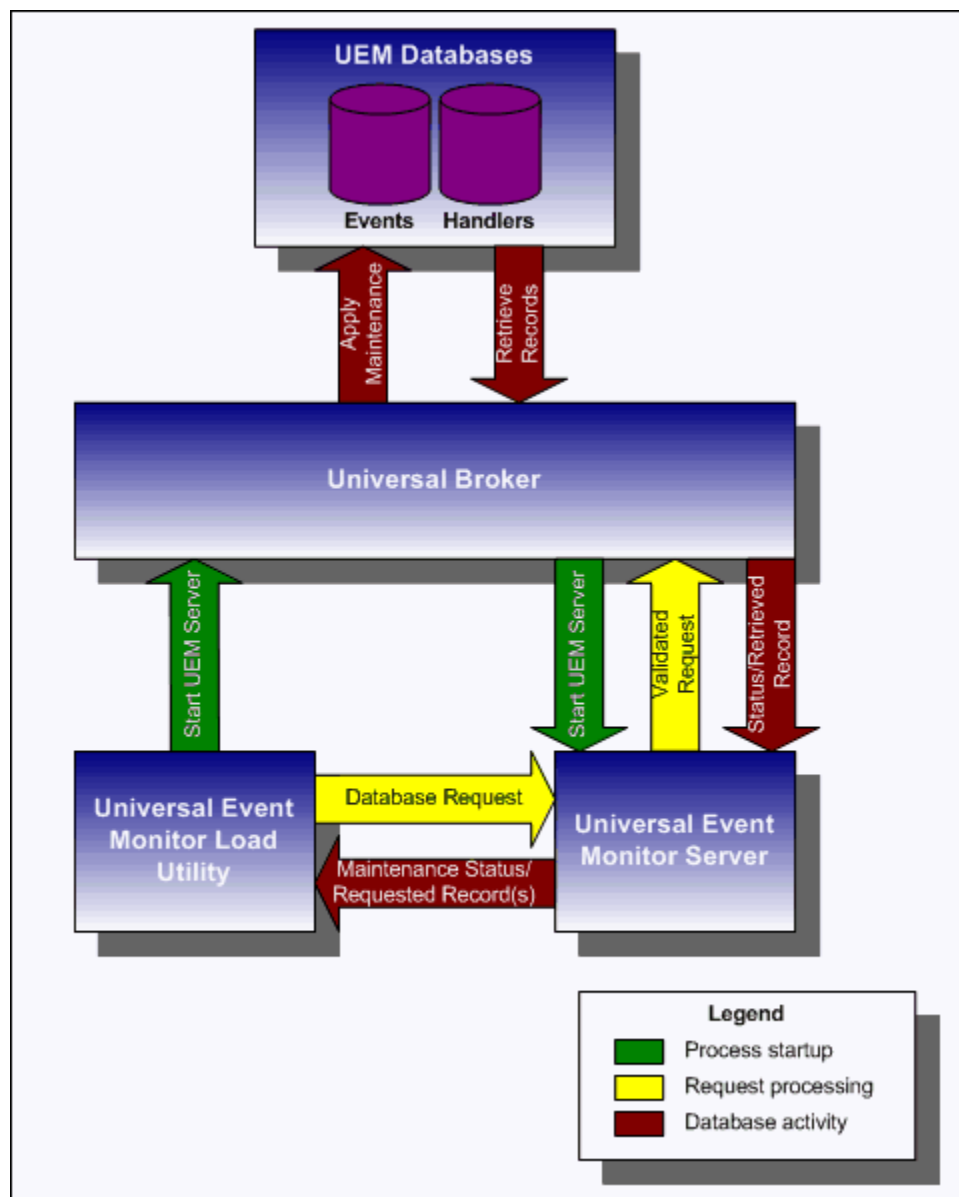 UEM Databases
Events
Handlers
Apply
Maintenance
Retrieve
Records
Universal Broker
Start UEM Server
Start UEM Server
Validated
Request
Status/Retrieved
Record
Universal Event
Monitor Load
Utility
Database Request
Universal Event
Monitor Server
Maintenance Status/
Requested Record(s)
Legend
Process startup
Request processing
Database activity